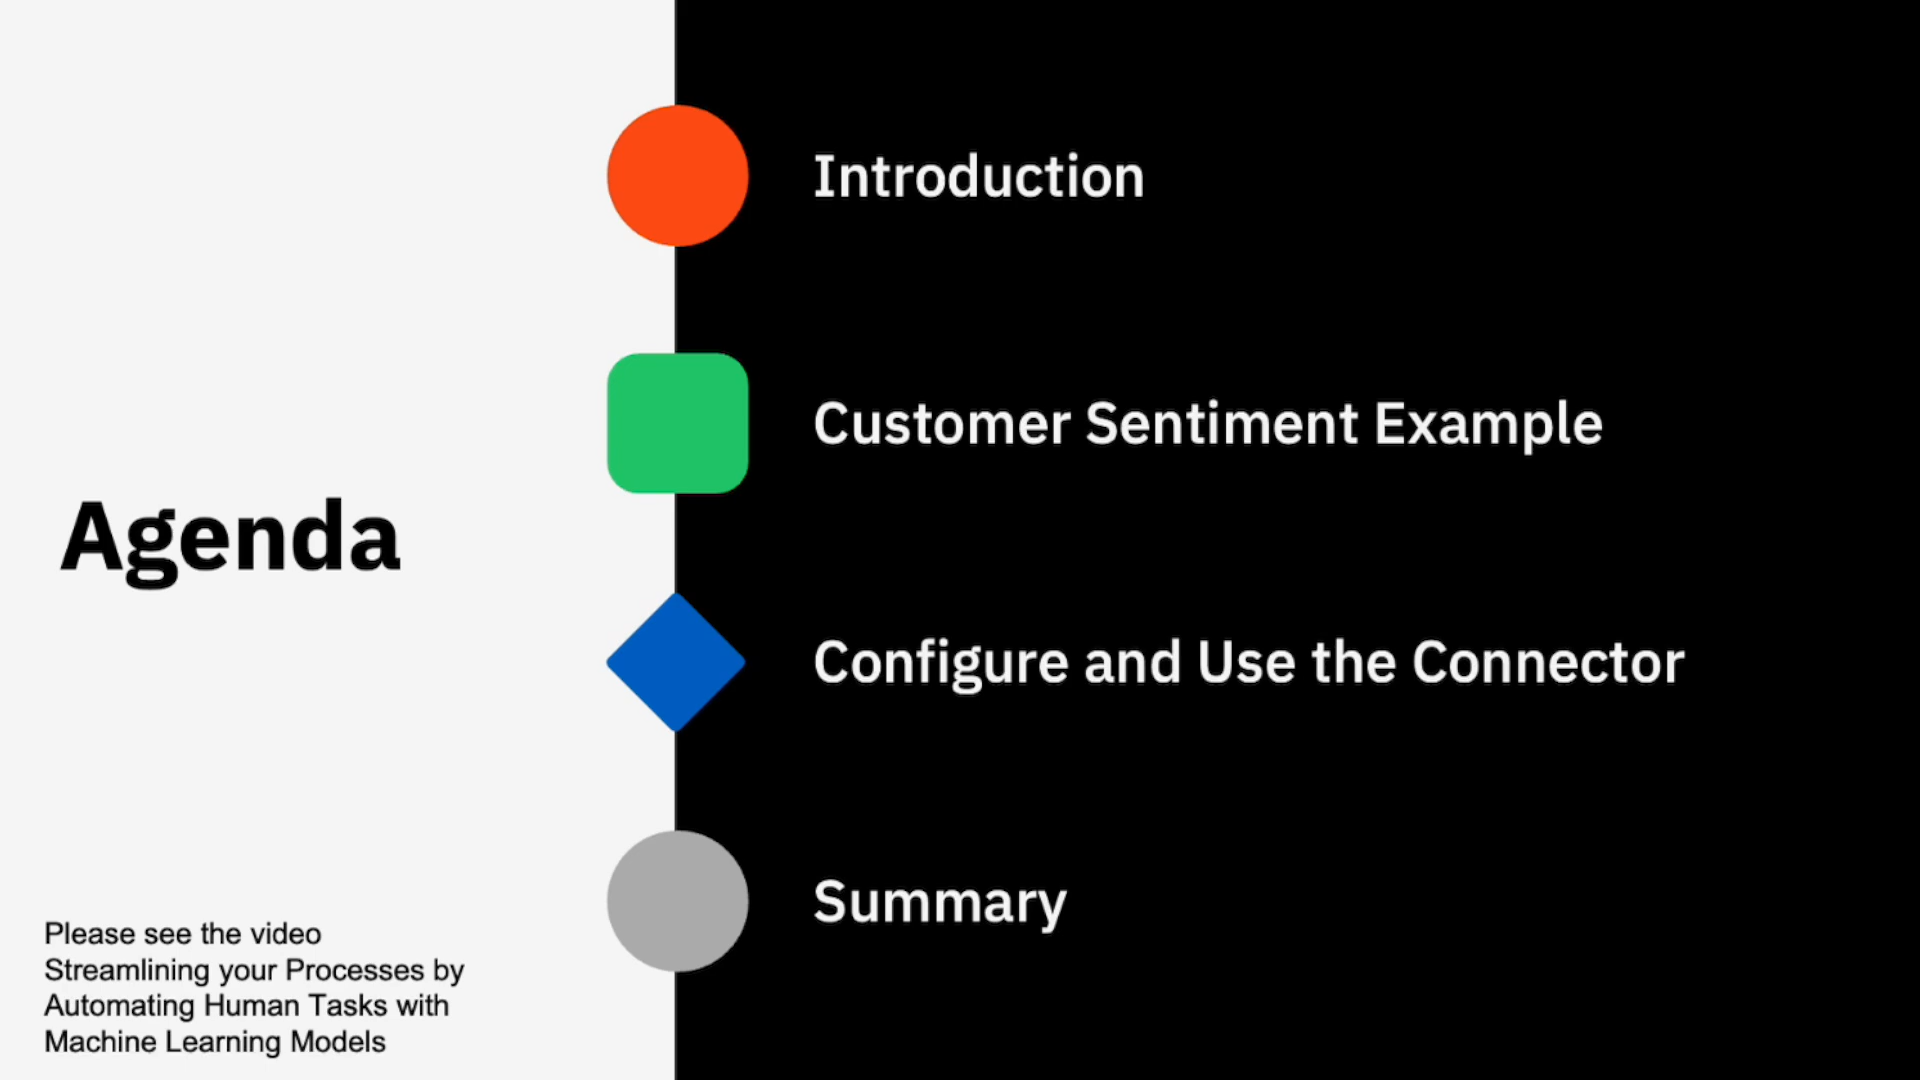 Agenda
Introduction
Customer Sentiment Example
Configure and Use the Connector
Summary
Please see the video
Streamlining your Processes by
Automating Human Tasks with
Machine Learning Models